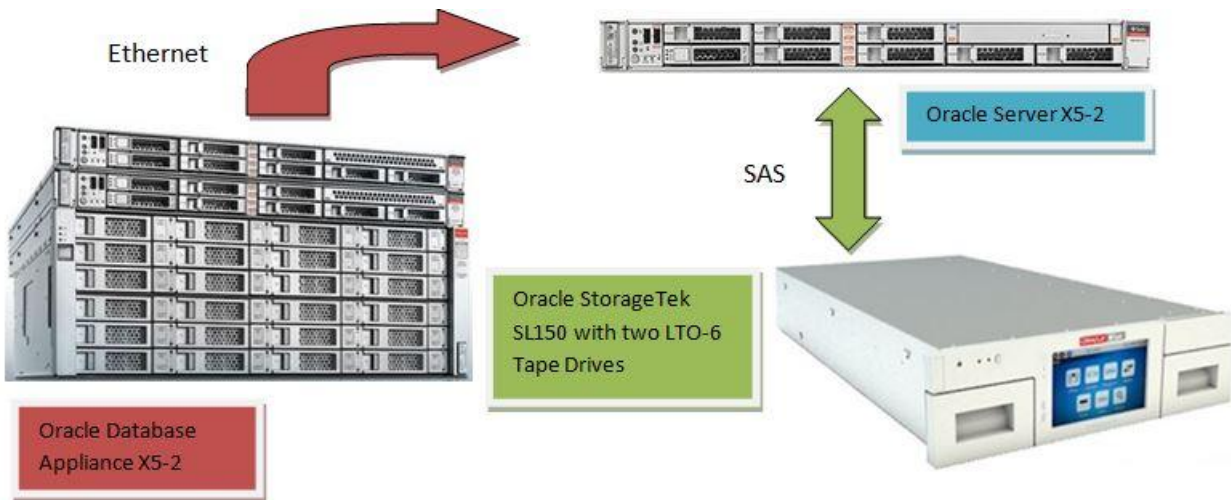 Ethernet
Oracle Server X5-2
SAS
Oracle StorageTek
SL150 with two LTO-6
Tape Drives
Oracle Database
Appliance X5-2